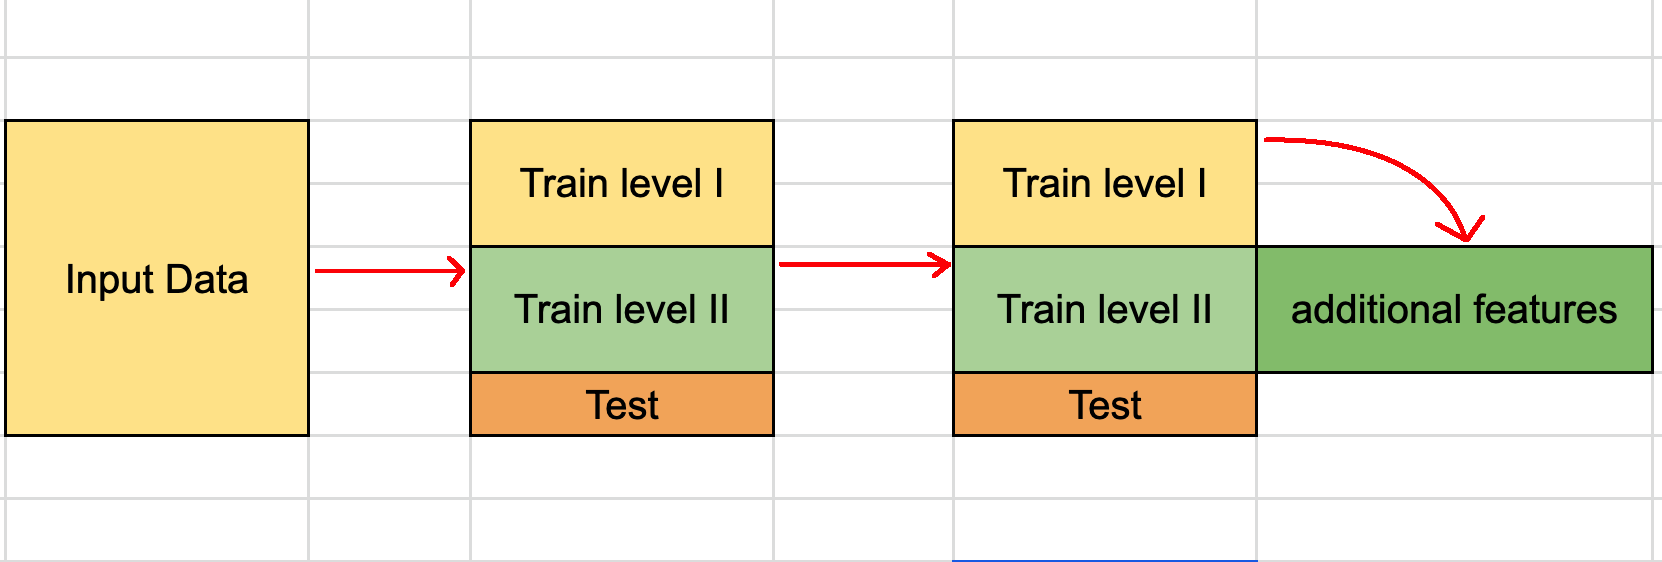 Input Data
Train level I
Train level II
Test
Train level I
Train level II
additional features
Test